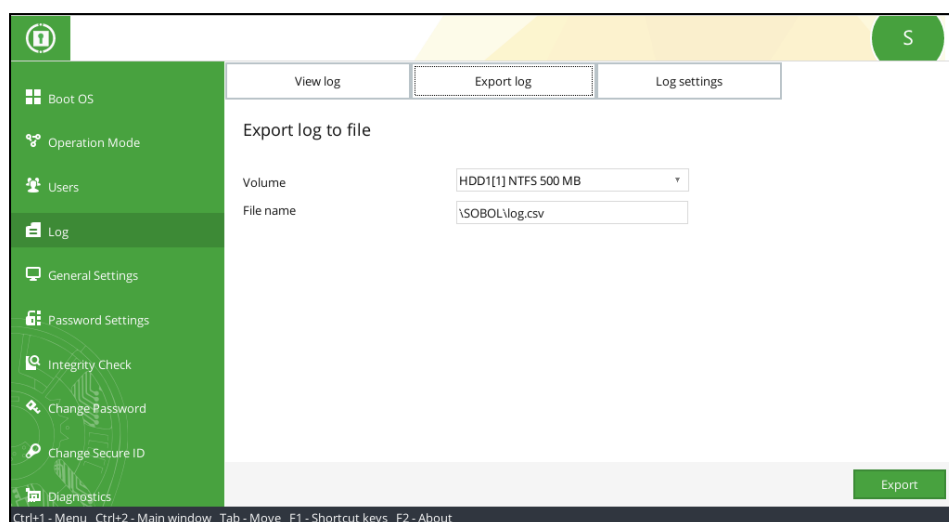 S
View log
Export log
Log settings
Boot OS
Operation Mode
Users
Log
General Settings
Password Settings
Integrity Check
Change Password
Change Secure ID
Diagnostics
Export log to file
Volume
HDD1[1] NTFS 500 MB
File name
\SOBOL\log.csv
Export
Ctrl+1 - Menu Ctrl+2 - Main window Tab - Move F1 - Shortcut keys F2 - About